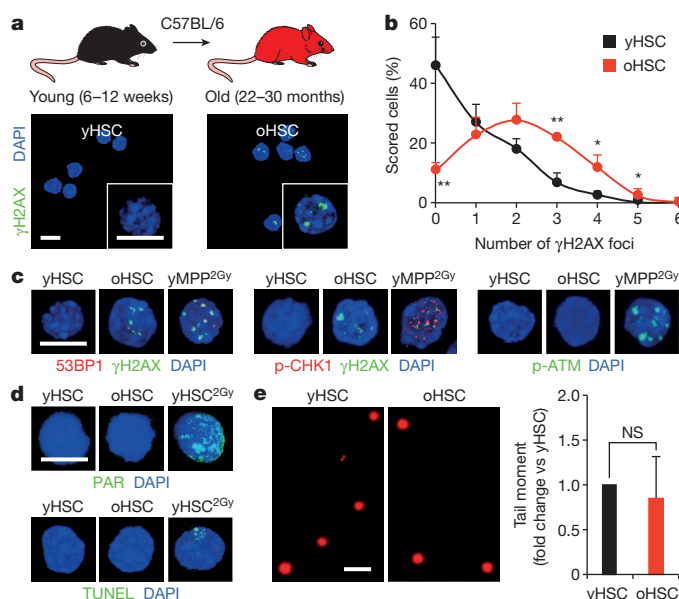 a
C57BL/6
Young (6–12 weeks)
Old (22–30 months)
γH2AX DAPI
yHSC
oHSC
b
Scored cells (%)
60
40
20
0
yHSC
oHSC
**
**
*
*
0 1 2 3 4 5 6
Number of γH2AX foci
c
yHSC oHSC yMPP2Gy
53BP1 γH2AX DAPI
yHSC oHSC yMPP2Gy
p-CHK1 γH2AX DAPI
yHSC oHSC yMPP2Gy
p-ATM DAPI
d
yHSC oHSC yHSC2Gy
PAR DAPI
yHSC oHSC yHSC2Gy
TUNEL DAPI
e
yHSC
oHSC
Tail moment
(fold change vs yHSC)
2.0
1.5
1.0
0.5
0
NS
yHSC oHSC